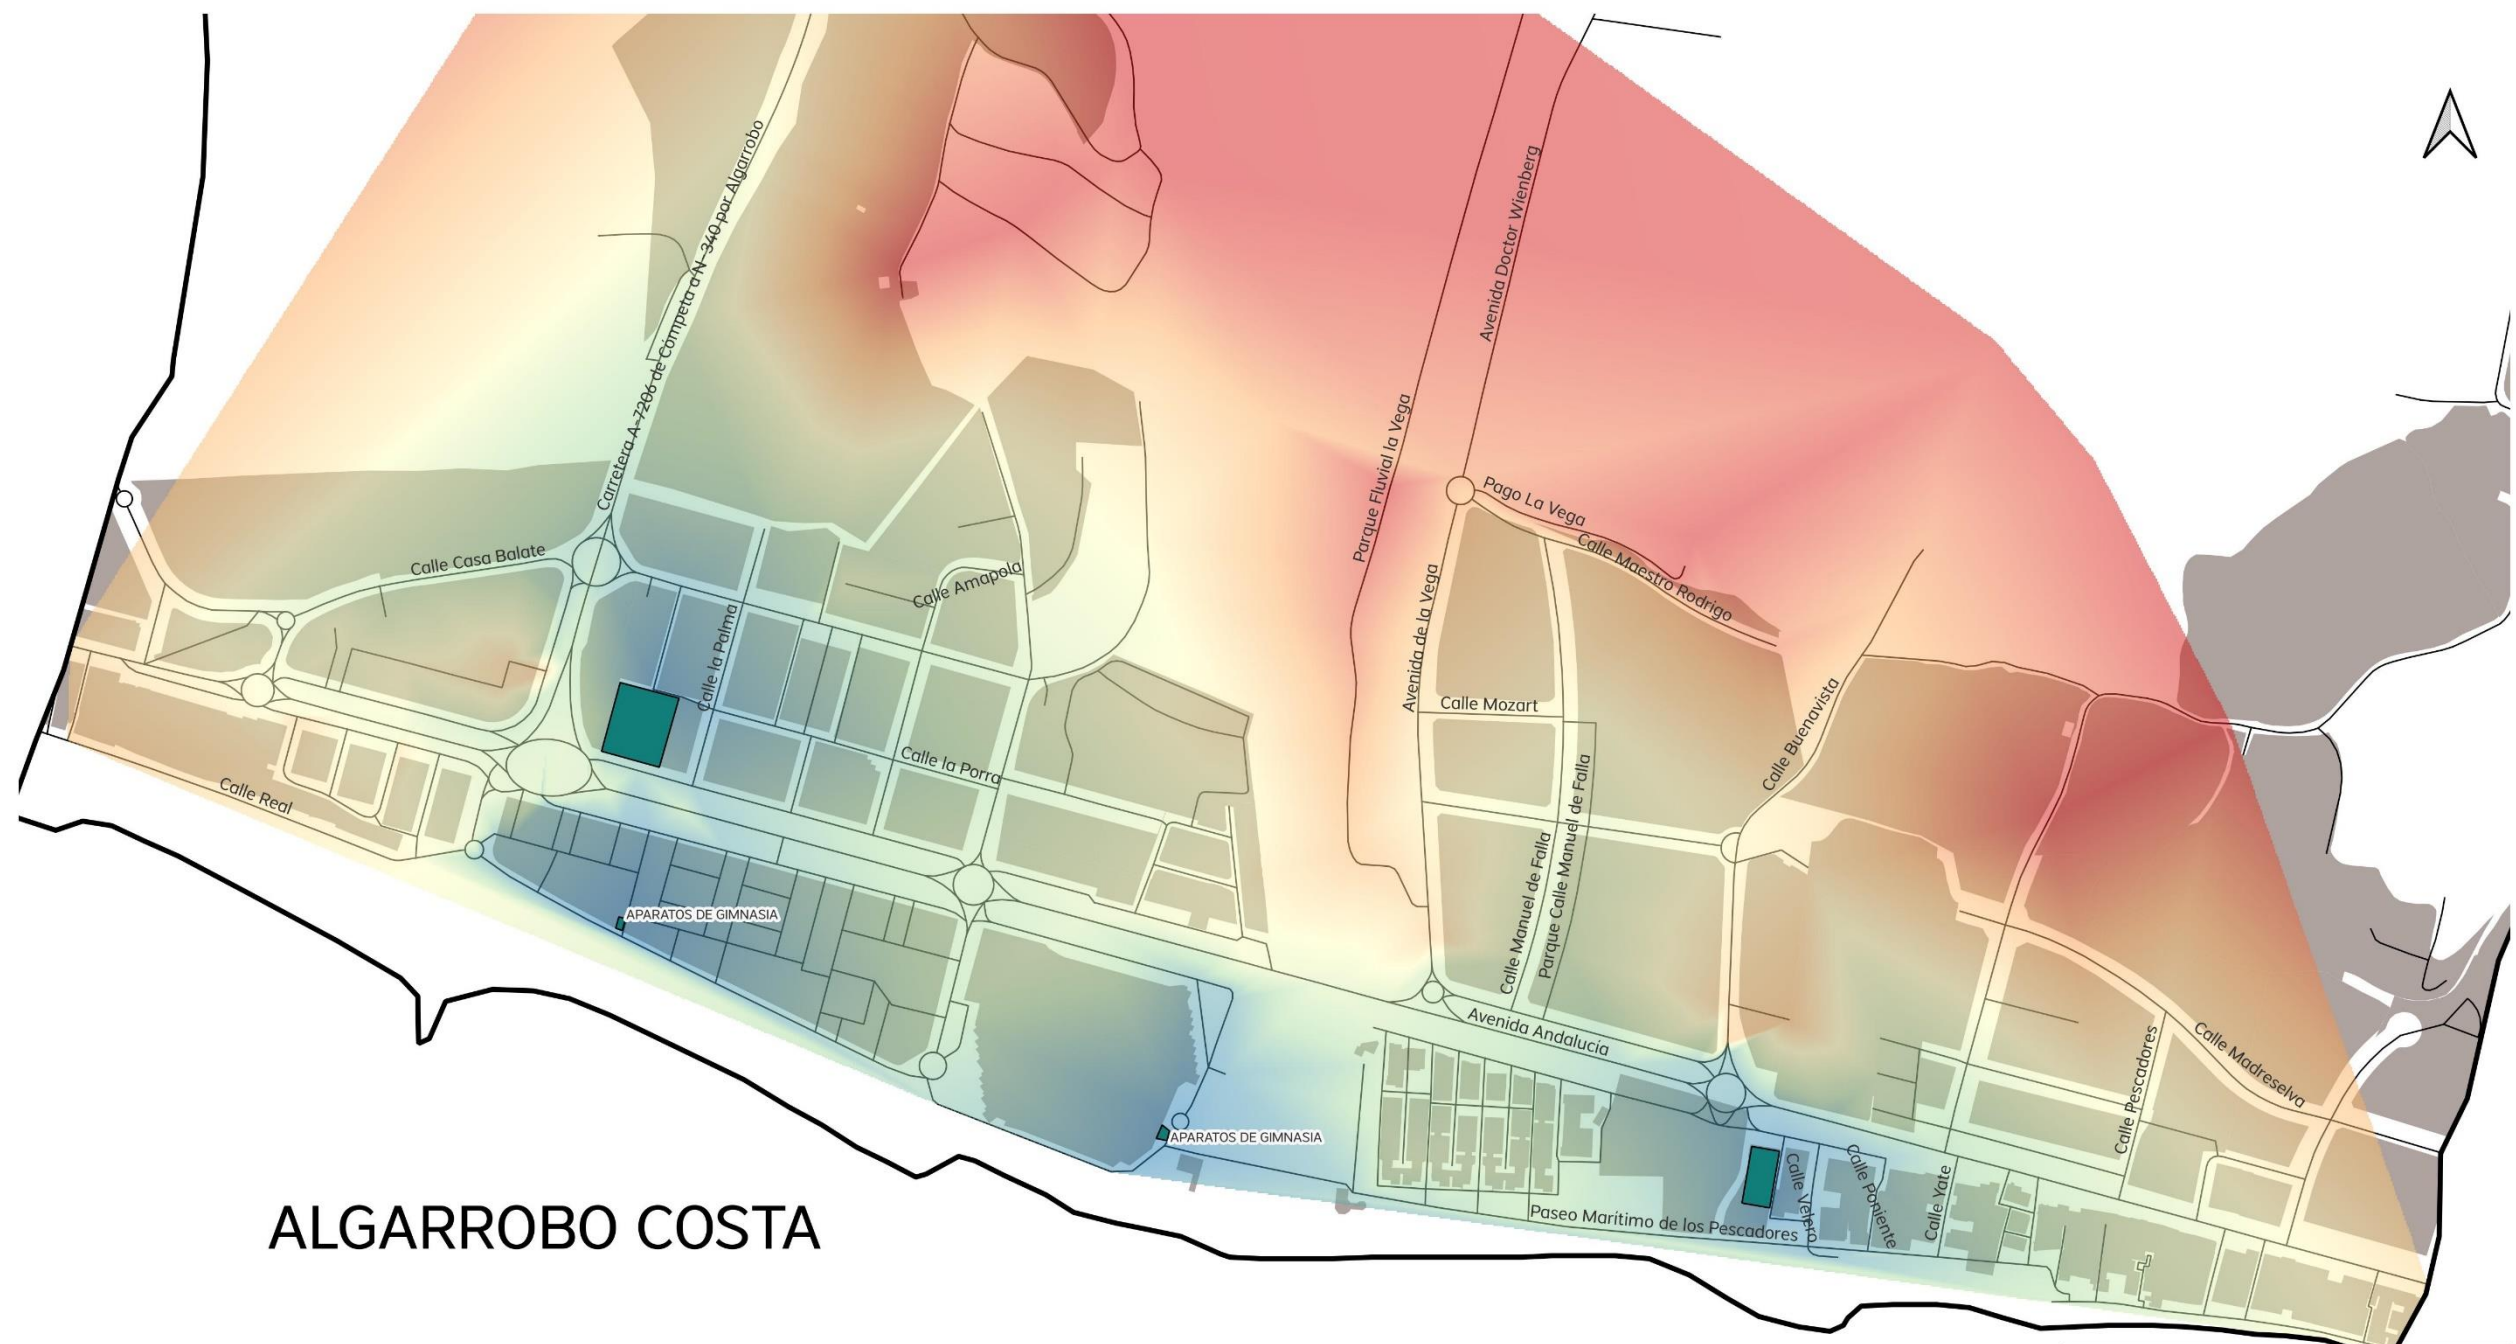 Carretera A-7206 de Cómpeta a N-340 por Algarrobo
Avenida Doctor Wienberg
Parque Fluvial la Vega
Pago La Vega
Calle Maestro Rodrigo
Calle Casa Balate
Calle Amapola
Calle la Palma
Avenida de la Vega
Calle Mozart
Calle Buenavista
Calle la Porra
Calle Real
Calle Manuel de Falla
Parque Calle Manuel de Falla
APARATOS DE GIMNASIA
Avenida Andalucía
Calle Pescadores
Calle Madreselva
APARATOS DE GIMNASIA
Calle Velero
Calle Poniente
Calle Yate
Paseo Marítimo de los Pescadores
ALGARROBO COSTA